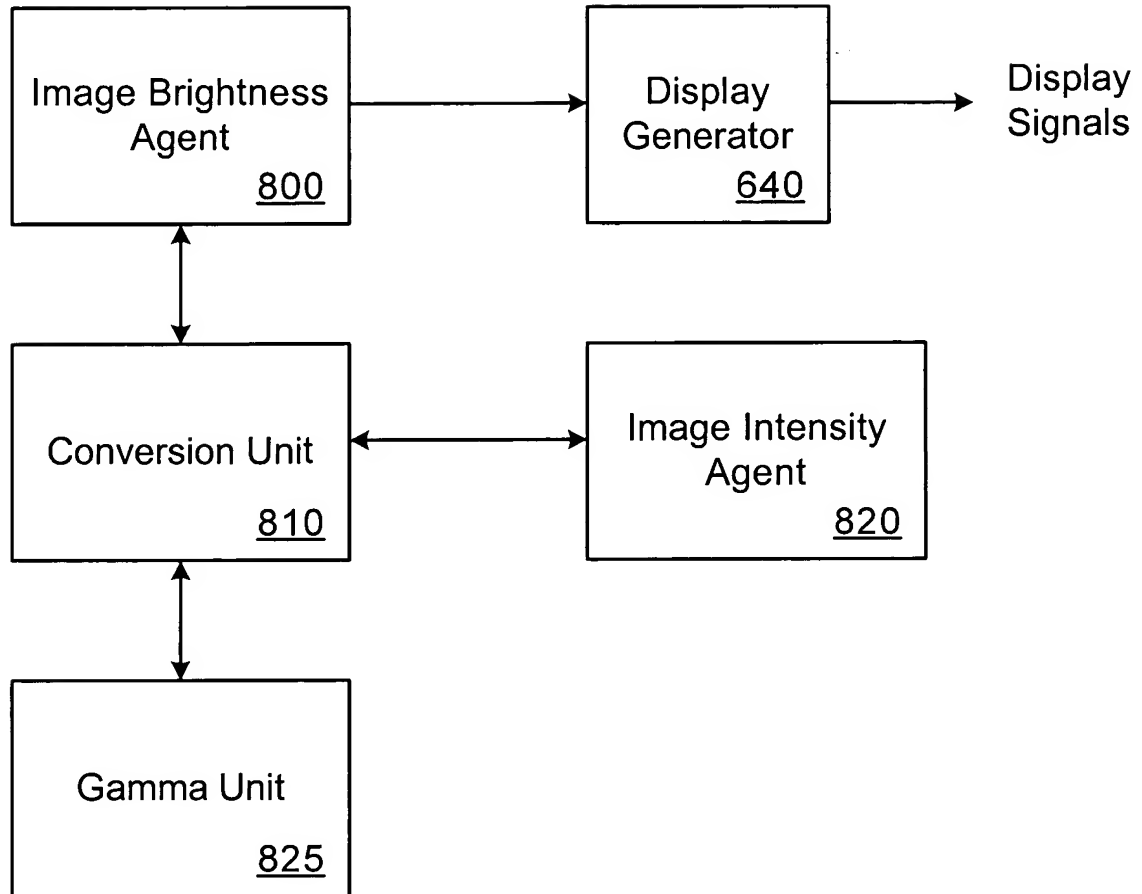 Image Brightness
Agent
800
Display
Generator
640
Display
Signals
Conversion Unit
810
Image Intensity
Agent
820
Gamma Unit
825